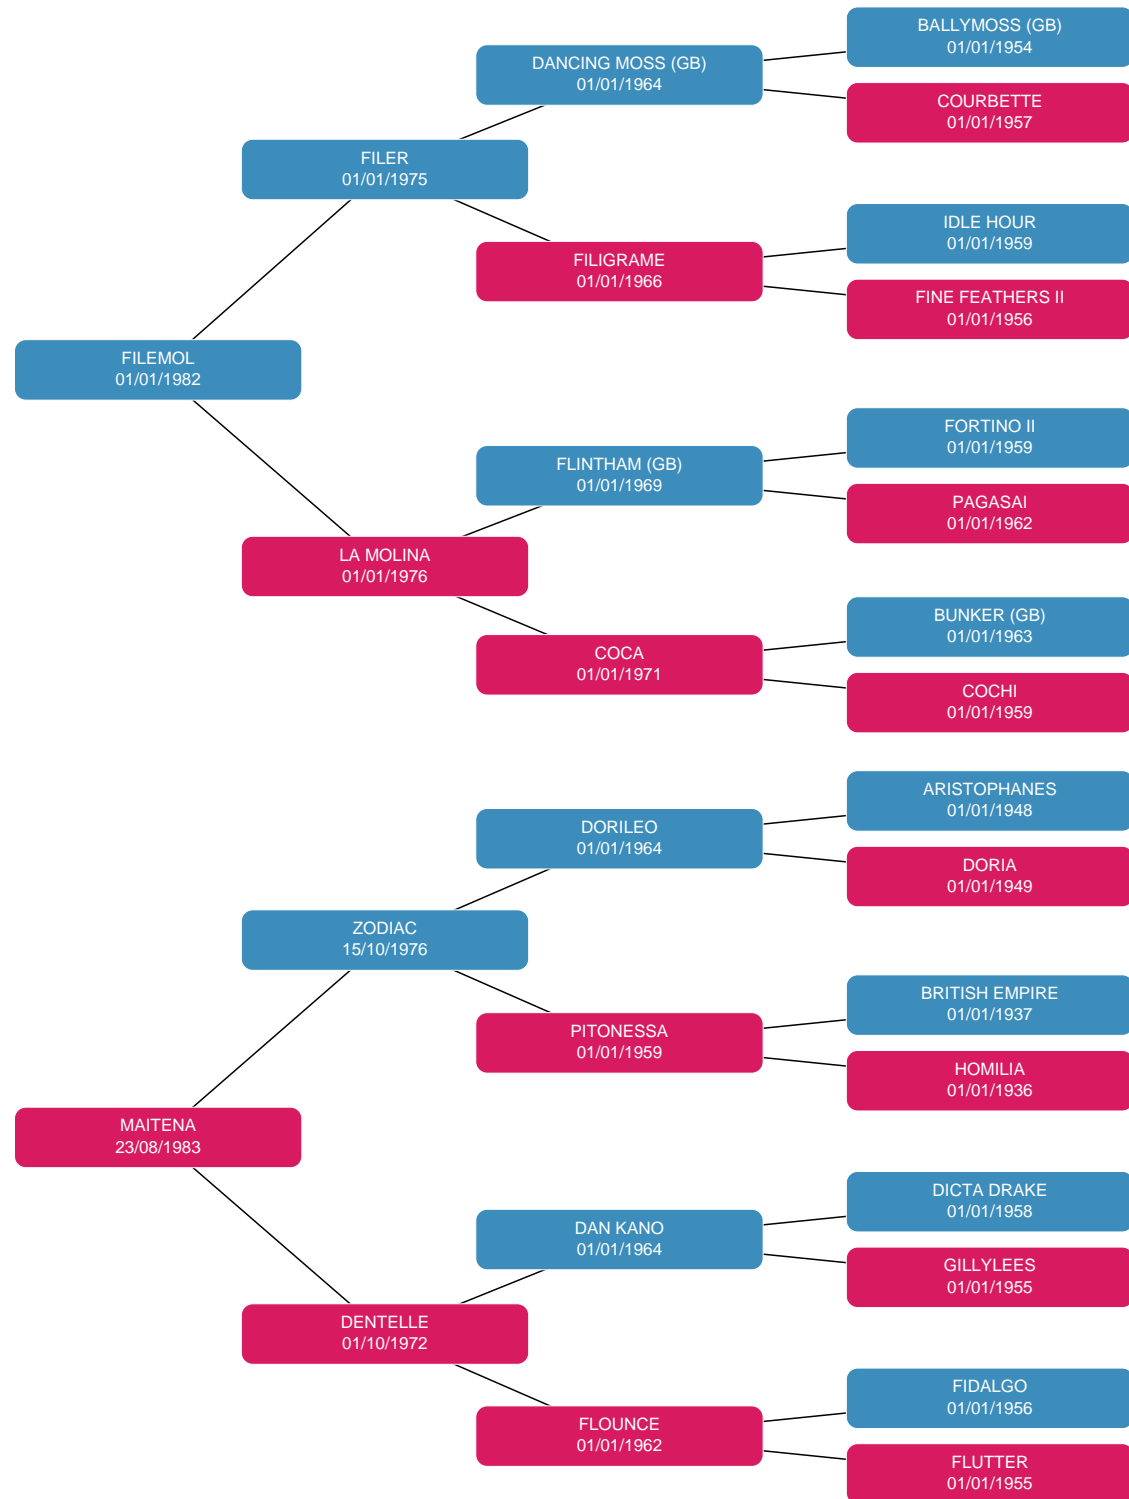 BALLYMOSS (GB)
01/01/1954
DANCING MOSS (GB)
01/01/1964
COURBETTE
01/01/1957
FILER
01/01/1975
IDLE HOUR
01/01/1959
FILIGRAME
01/01/1966
FINE FEATHERS II
01/01/1956
FILEMOL
01/01/1982
FORTINO II
01/01/1959
FLINTHAM (GB)
01/01/1969
PAGASAI
01/01/1962
LA MOLINA
01/01/1976
BUNKER (GB)
01/01/1963
COCA
01/01/1971
COCHI
01/01/1959
ARISTOPHANES
01/01/1948
DORILEO
01/01/1964
DORIA
01/01/1949
ZODIAC
15/10/1976
BRITISH EMPIRE
01/01/1937
PITONESSA
01/01/1959
HOMILIA
01/01/1936
MAITENA
23/08/1983
DICTA DRAKE
01/01/1958
DAN KANO
01/01/1964
GILLYLEES
01/01/1955
DENTELLE
01/10/1972
FIDALGO
01/01/1956
FLOUNCE
01/01/1962
FLUTTER
01/01/1955